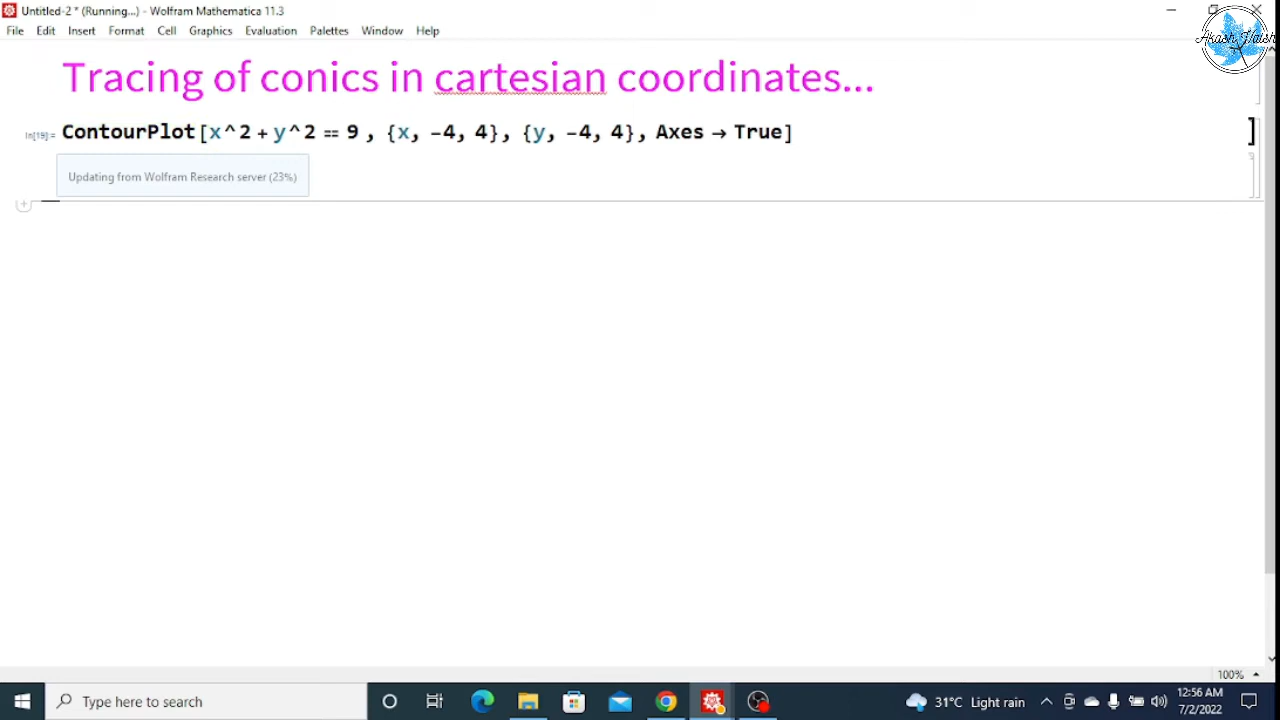 Untitled-2 * (Running...) - Wolfram Mathematica 11.3
File Edit Insert Format Cell Graphics Evaluation Palettes Window Help
Tracing of conics in cartesian coordinates...
In[19]:= ContourPlot[x^2 + y^2 == 9 , {x, -4, 4}, {y, -4, 4}, Axes → True]
Updating from Wolfram Research server (23%)
100%
Type here to search
31°C Light rain
12:56 AM
7/2/2022